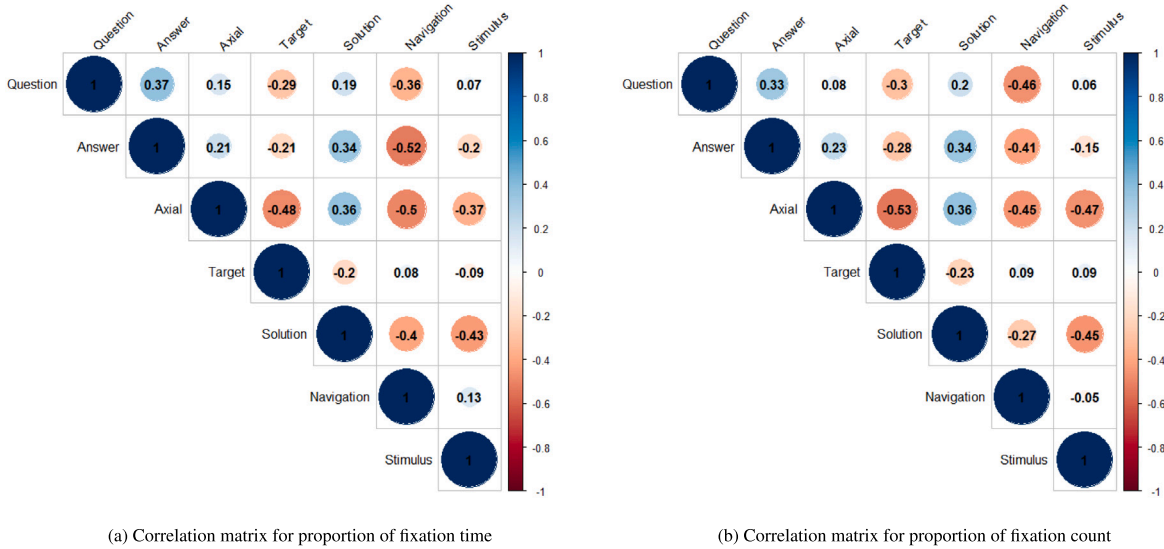 Question Answer Axial Target Solution Navigation Stimulus
Question 1 0.37 0.15 -0.29 0.19 -0.36 0.07
Answer 1 0.21 -0.21 0.34 -0.52 -0.2
Axial 1 -0.48 0.36 -0.5 -0.37
Target 1 -0.2 0.08 -0.09
Solution 1 -0.4 -0.43
Navigation 1 0.13
Stimulus 1
1
0.8
0.6
0.4
0.2
0
-0.2
-0.4
-0.6
-0.8
-1
(a) Correlation matrix for proportion of fixation time
Question Answer Axial Target Solution Navigation Stimulus
Question 1 0.33 0.08 -0.3 0.2 -0.46 0.06
Answer 1 0.23 -0.28 0.34 -0.41 -0.15
Axial 1 -0.53 0.36 -0.45 -0.47
Target 1 -0.23 0.09 0.09
Solution 1 -0.27 -0.45
Navigation 1 -0.05
Stimulus 1
1
0.8
0.6
0.4
0.2
0
-0.2
-0.4
-0.6
-0.8
-1
(b) Correlation matrix for proportion of fixation count